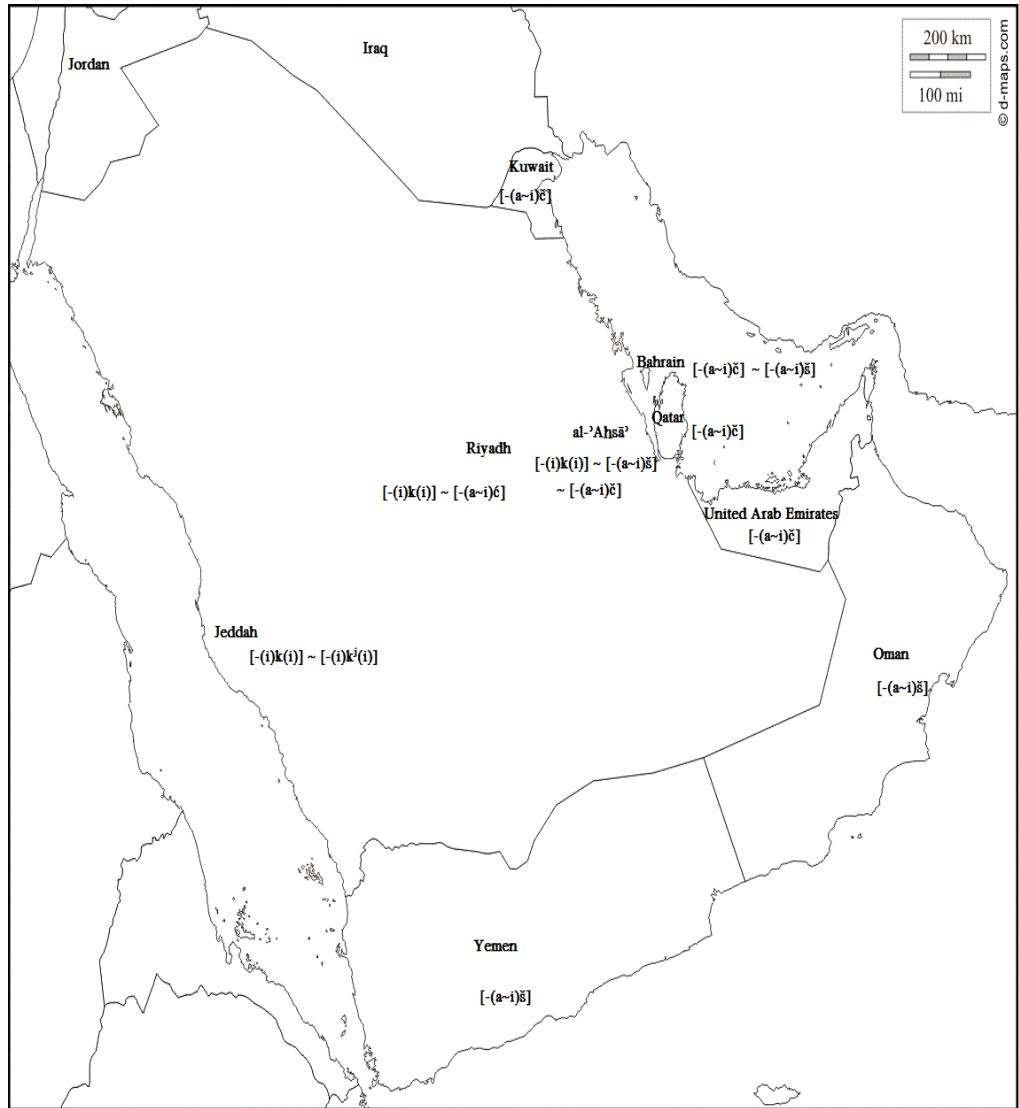 Iraq
Jordan
200 km
100 mi
© d-maps.com
Kuwait
[-(a~i)č]
Bahrain
[-(a~i)č] ~ [-(a~i)š]
Qatar
[-(a~i)č]
al-ʾAḥsāʾ
[-(i)k(i)] ~ [-(a~i)š]
~ [-(a~i)č]
Riyadh
[-(i)k(i)] ~ [-(a~i)ć]
United Arab Emirates
[-(a~i)č]
Jeddah
[-(i)k(i)] ~ [-(i)kʲ(i)]
Oman
[-(a~i)š]
Yemen
[-(a~i)š]